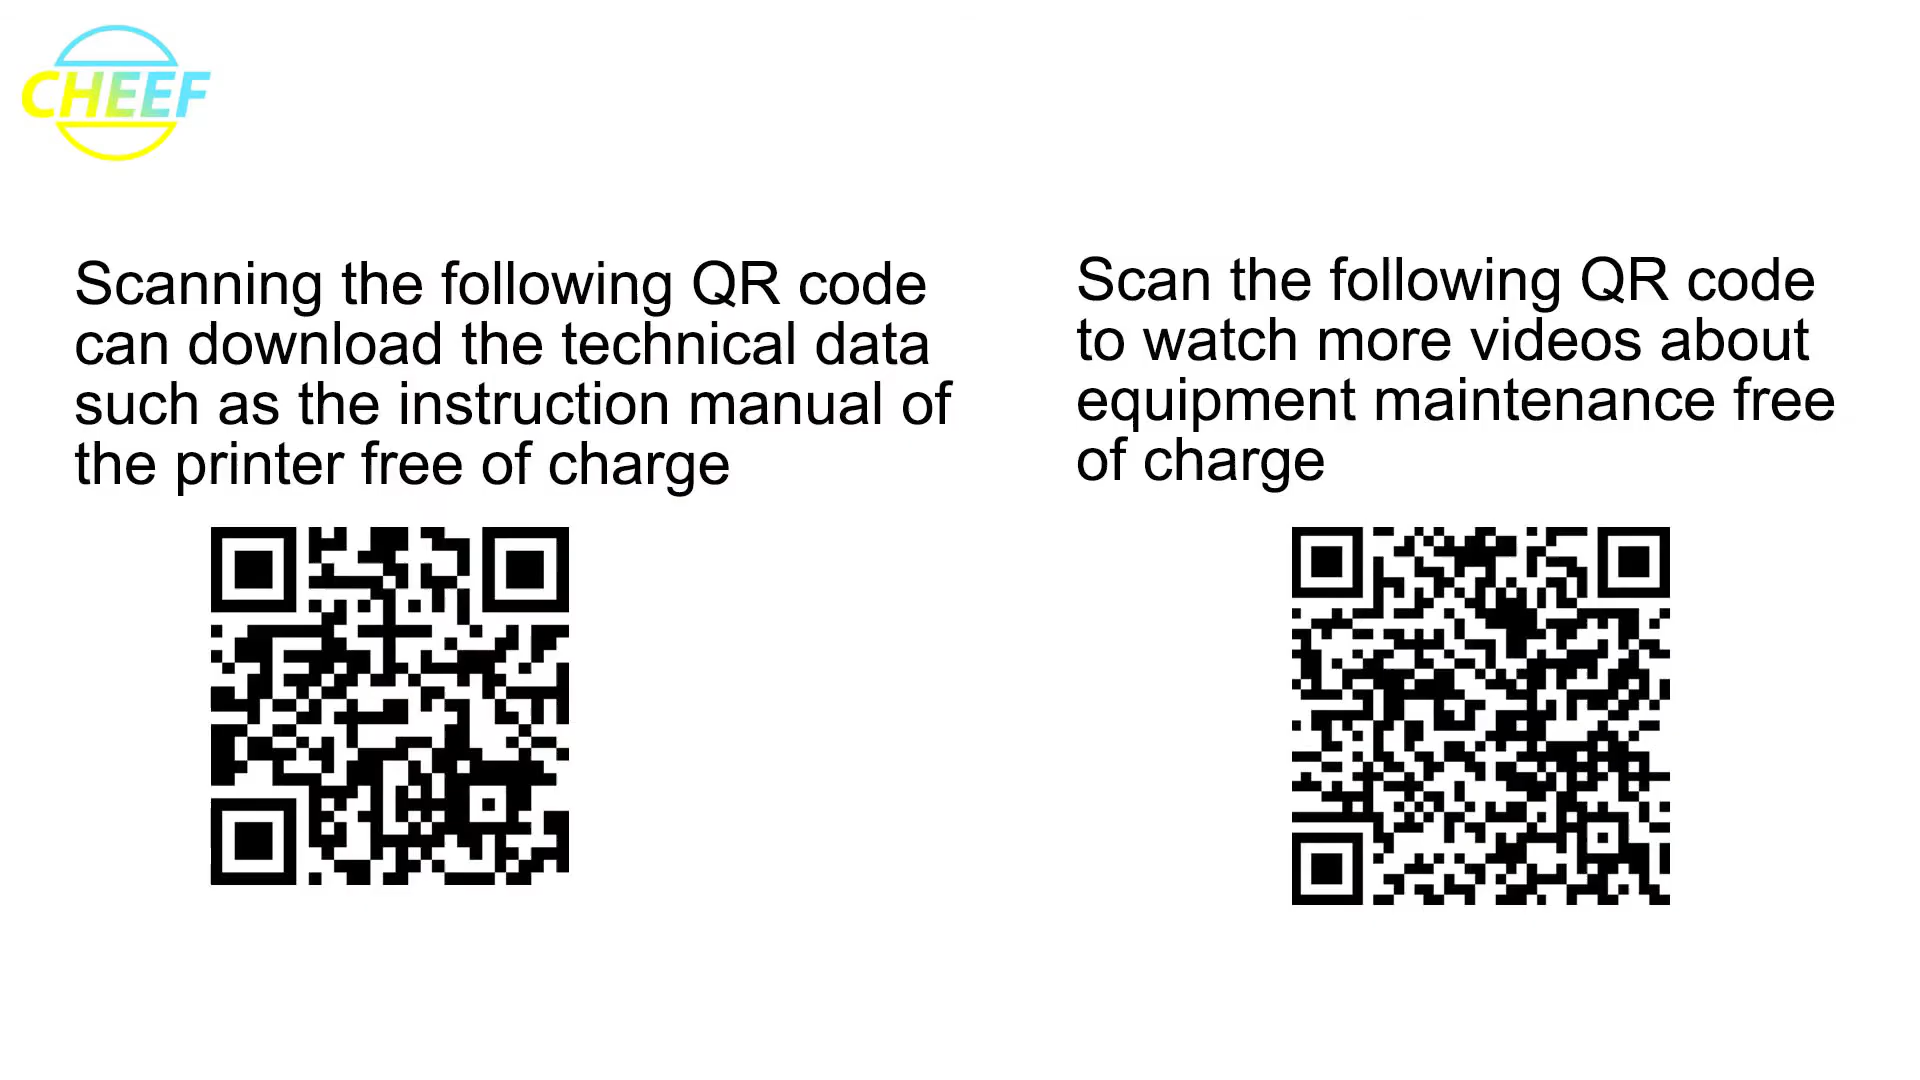 CHEEF
Scanning the following QR code
can download the technical data
such as the instruction manual of
the printer free of charge
Scan the following QR code
to watch more videos about
equipment maintenance free
of charge